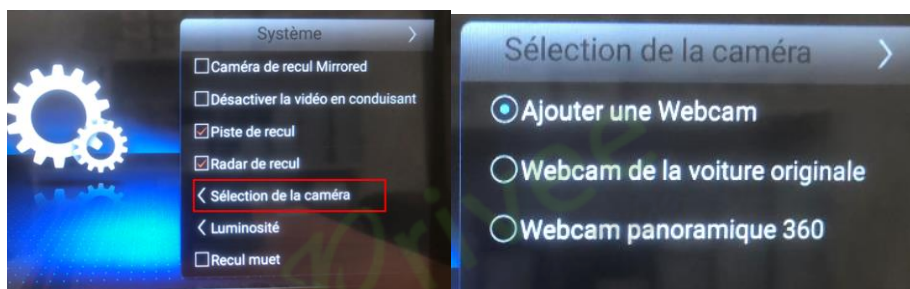 Système
Caméra de recul Mirrored
Désactiver la vidéo en conduisant
Piste de recul
Radar de recul
Sélection de la caméra
Luminosité
Recul muet
Sélection de la caméra
Ajouter une Webcam
Webcam de la voiture originale
Webcam panoramique 360
Drivee